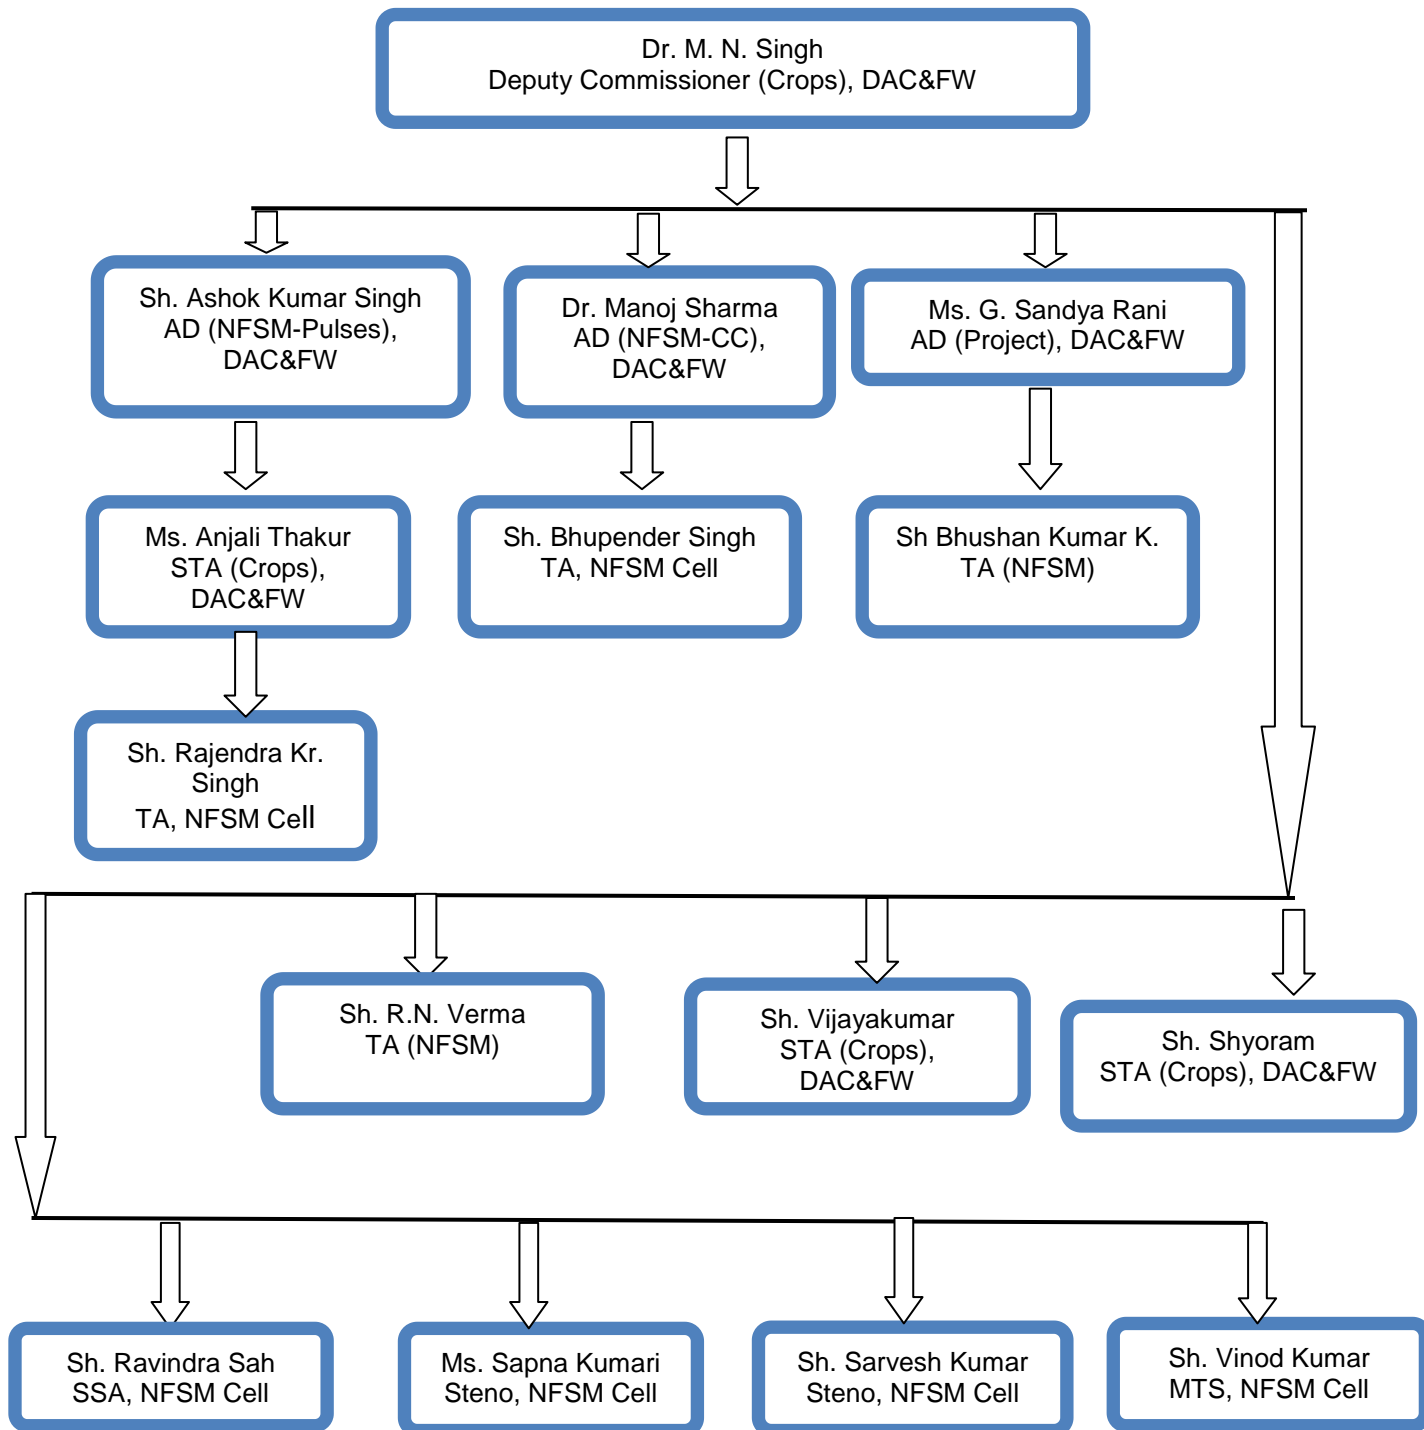 Dr. M. N. Singh
Deputy Commissioner (Crops), DAC&FW
Sh. Ashok Kumar Singh
AD (NFSM-Pulses),
DAC&FW
Dr. Manoj Sharma
AD (NFSM-CC),
DAC&FW
Ms. G. Sandya Rani
AD (Project), DAC&FW
Ms. Anjali Thakur
STA (Crops),
DAC&FW
Sh. Bhupender Singh
TA, NFSM Cell
Sh Bhushan Kumar K.
TA (NFSM)
Sh. Rajendra Kr.
Singh
TA, NFSM Cell
Sh. R.N. Verma
TA (NFSM)
Sh. Vijayakumar
STA (Crops),
DAC&FW
Sh. Shyoram
STA (Crops), DAC&FW
Sh. Ravindra Sah
SSA, NFSM Cell
Ms. Sapna Kumari
Steno, NFSM Cell
Sh. Sarvesh Kumar
Steno, NFSM Cell
Sh. Vinod Kumar
MTS, NFSM Cell